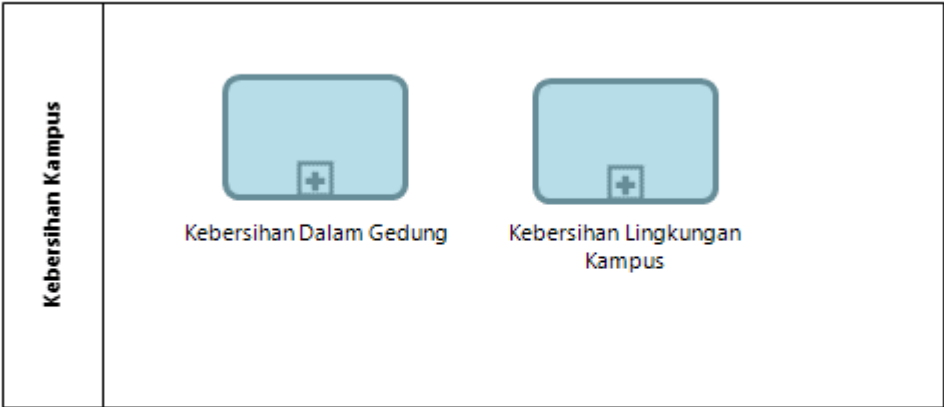 Kebersihan Kampus
Kebersihan Dalam Gedung
Kebersihan Lingkungan
Kampus